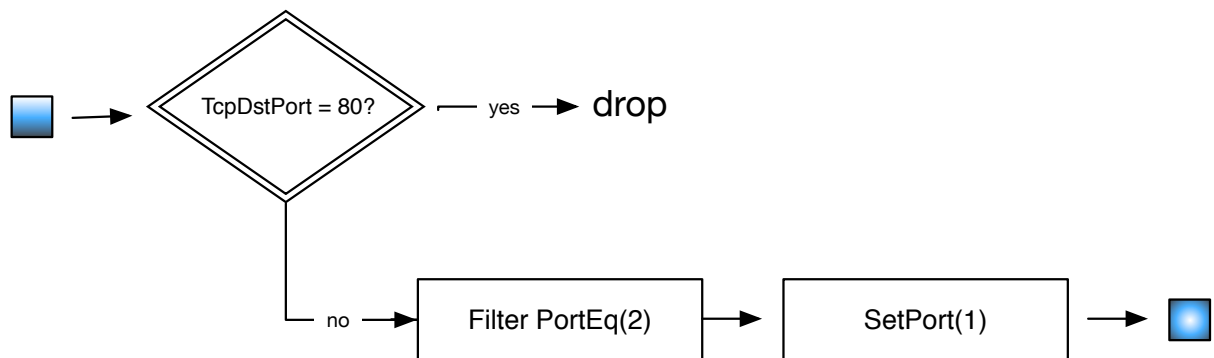 TcpDstPort = 80?
yes
drop
no
Filter PortEq(2)
SetPort(1)